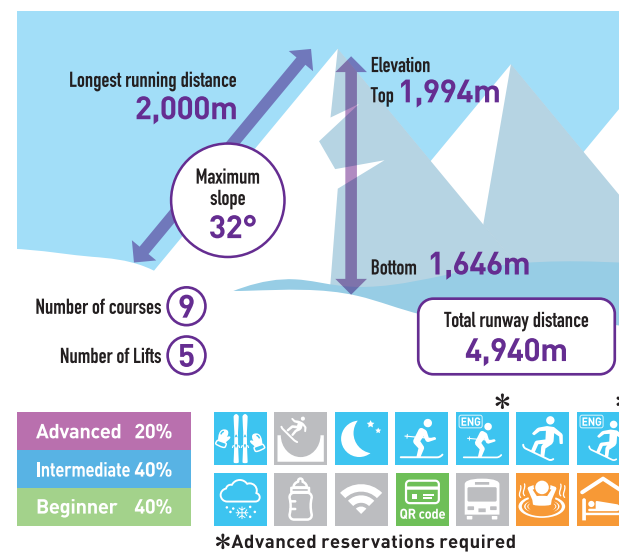 Longest running distance
2,000m
Elevation
Top 1,994m
Maximum
slope
32°
Bottom 1,646m
Number of courses 9
Number of Lifts 5
Total runway distance
4,940m
Advanced 20%
Intermediate 40%
Beginner 40%
*
ENG
ENG
QR code
*Advanced reservations required